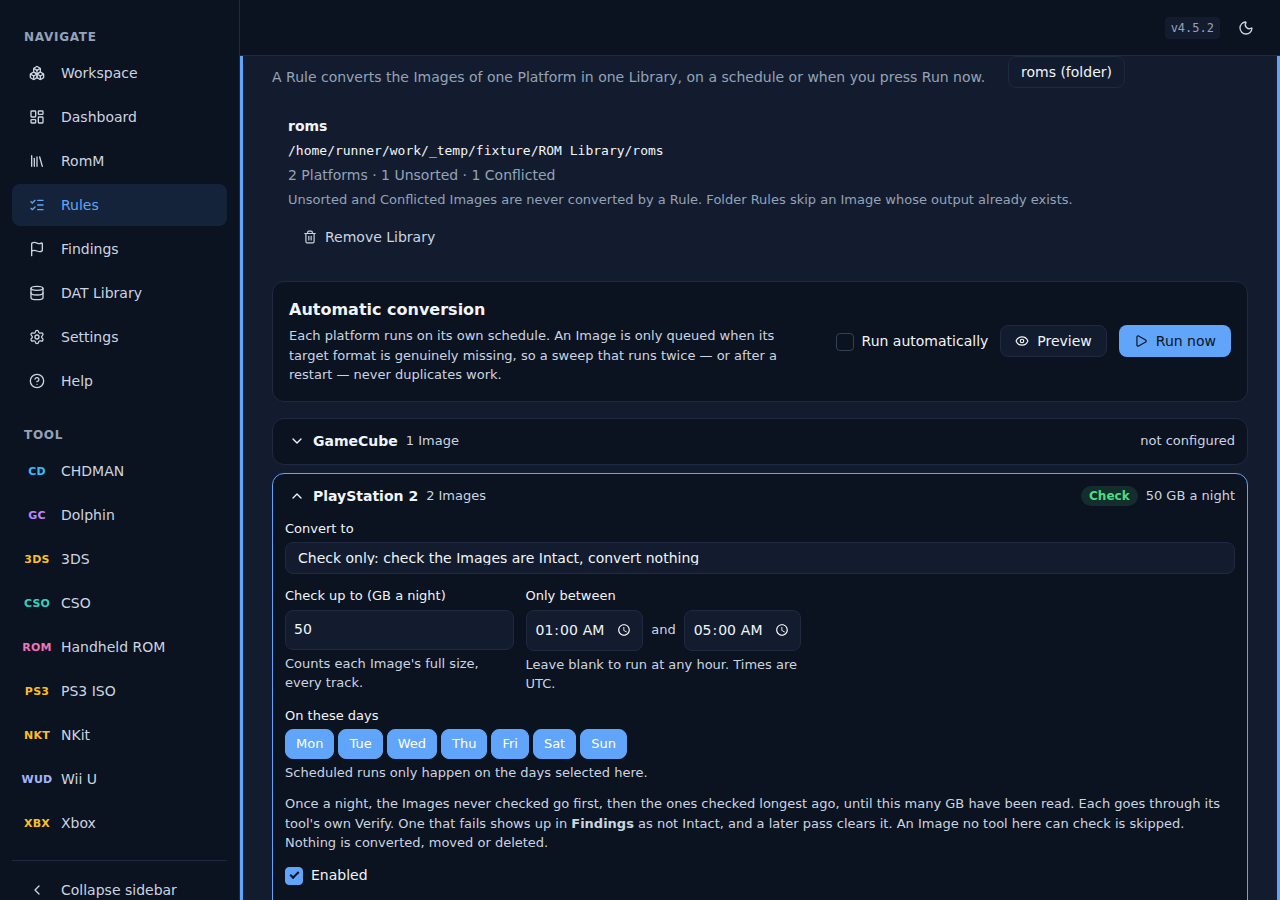 NAVIGATE
Workspace
Dashboard
RomM
Rules
Findings
DAT Library
Settings
Help
TOOL
CD CHDMAN
GC Dolphin
3DS 3DS
CSO CSO
ROM Handheld ROM
PS3 PS3 ISO
NKT NKit
WUD Wii U
XBX Xbox
Collapse sidebar
v4.5.2
A Rule converts the Images of one Platform in one Library, on a schedule or when you press Run now.
roms (folder)
roms
/home/runner/work/_temp/fixture/ROM Library/roms
2 Platforms · 1 Unsorted · 1 Conflicted
Unsorted and Conflicted Images are never converted by a Rule. Folder Rules skip an Image whose output already exists.
Remove Library
Automatic conversion
Each platform runs on its own schedule. An Image is only queued when its
target format is genuinely missing, so a sweep that runs twice — or after a
restart — never duplicates work.
Run automatically
Preview
Run now
GameCube 1 Image
not configured
PlayStation 2 2 Images
Check 50 GB a night
Convert to
Check only: check the Images are Intact, convert nothing
Check up to (GB a night)
50
Counts each Image's full size,
every track.
Only between
01:00 AM and 05:00 AM
Leave blank to run at any hour. Times are
UTC.
On these days
Mon Tue Wed Thu Fri Sat Sun
Scheduled runs only happen on the days selected here.
Once a night, the Images never checked go first, then the ones checked longest ago, until this many GB have been read. Each goes through its
tool's own Verify. One that fails shows up in Findings as not Intact, and a later pass clears it. An Image no tool here can check is skipped.
Nothing is converted, moved or deleted.
Enabled